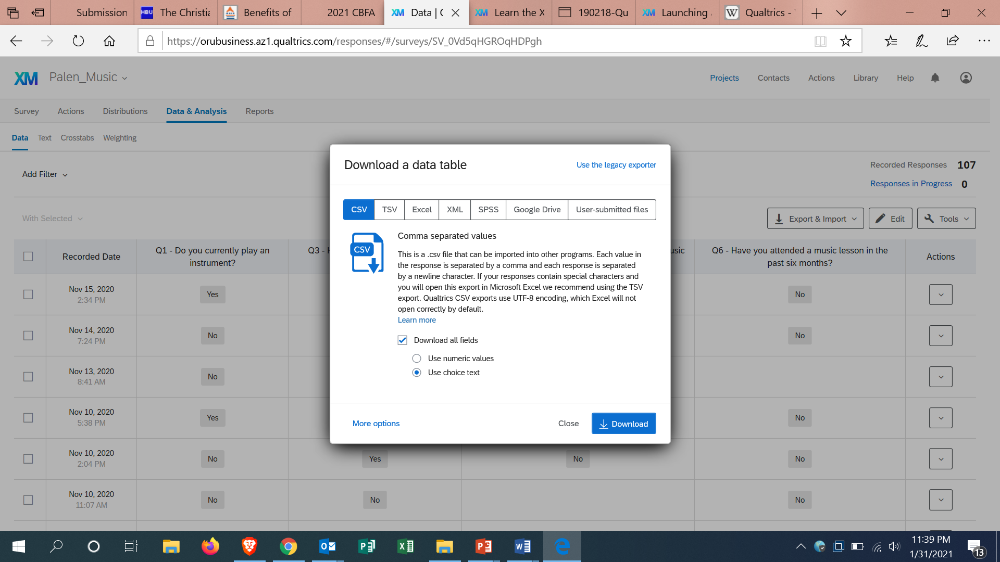 Submission
HBU The Christia
Benefits of
2021 CBFA
XM Data | C
XM Learn the X
190218-Qu
XM Launching
W Qualtrics -
https://orubusiness.az1.qualtrics.com/responses/#/surveys/SV_0Vd5qHGROqHDPgh
XM Palen_Music
Projects Contacts Actions Library Help
Survey Actions Distributions Data & Analysis Reports
Data Text Crosstabs Weighting
Add Filter
Recorded Responses 107
Responses in Progress 0
With Selected
Export & Import Edit Tools
Recorded Date
Q1 - Do you currently play an
instrument?
Q3 - H
usic
Q6 - Have you attended a music lesson in the
past six months?
Actions
Nov 15, 2020
2:34 PM
Yes
No
Nov 14, 2020
7:24 PM
No
No
Nov 13, 2020
8:41 AM
No
Nov 10, 2020
5:38 PM
Yes
No
Nov 10, 2020
2:04 PM
No Yes No No
Nov 10, 2020
11:07 AM
No No No
Download a data table
Use the legacy exporter
CSV TSV Excel XML SPSS Google Drive User-submitted files
CSV
Comma separated values
This is a .csv file that can be imported into other programs. Each value in
the response is separated by a comma and each response is separated
by a newline character. If your responses contain special characters and
you will open this export in Microsoft Excel we recommend using the TSV
export. Qualtrics CSV exports use UTF-8 encoding, which Excel will not
open correctly by default.
Learn more
Download all fields
Use numeric values
Use choice text
More options
Close
Download
11:39 PM
1/31/2021
13